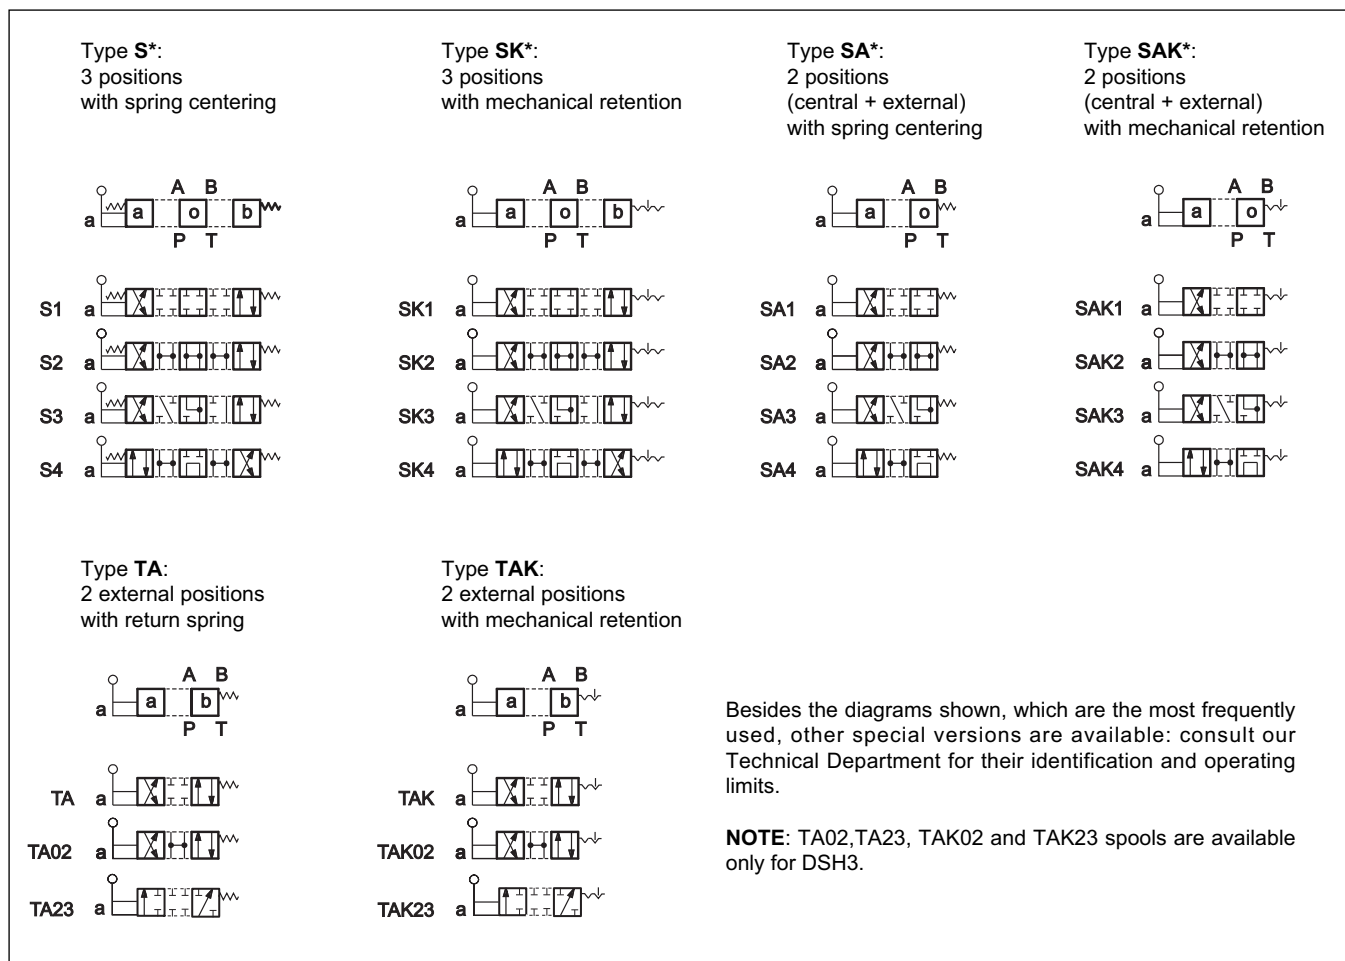 Type S*:
3 positions
with spring centering
Type SK*:
3 positions
with mechanical retention
Type SA*:
2 positions
(central + external)
with spring centering
Type SAK*:
2 positions
(central + external)
with mechanical retention
A B
a a o b
P T
A B
a a o b
P T
A B
a a o
P T
A B
a a o
P T
S1 a
SK1 a
SA1 a
SAK1 a
S2 a
SK2 a
SA2 a
SAK2 a
S3 a
SK3 a
SA3 a
SAK3 a
S4 a
SK4 a
SA4 a
SAK4 a
Type TA:
2 external positions
with return spring
Type TAK:
2 external positions
with mechanical retention
A B
a a b
P T
A B
a a b
P T
TA a
TAK a
TA02 a
TAK02 a
TA23 a
TAK23 a
Besides the diagrams shown, which are the most frequently
used, other special versions are available: consult our
Technical Department for their identification and operating
limits.
NOTE: TA02,TA23, TAK02 and TAK23 spools are available
only for DSH3.